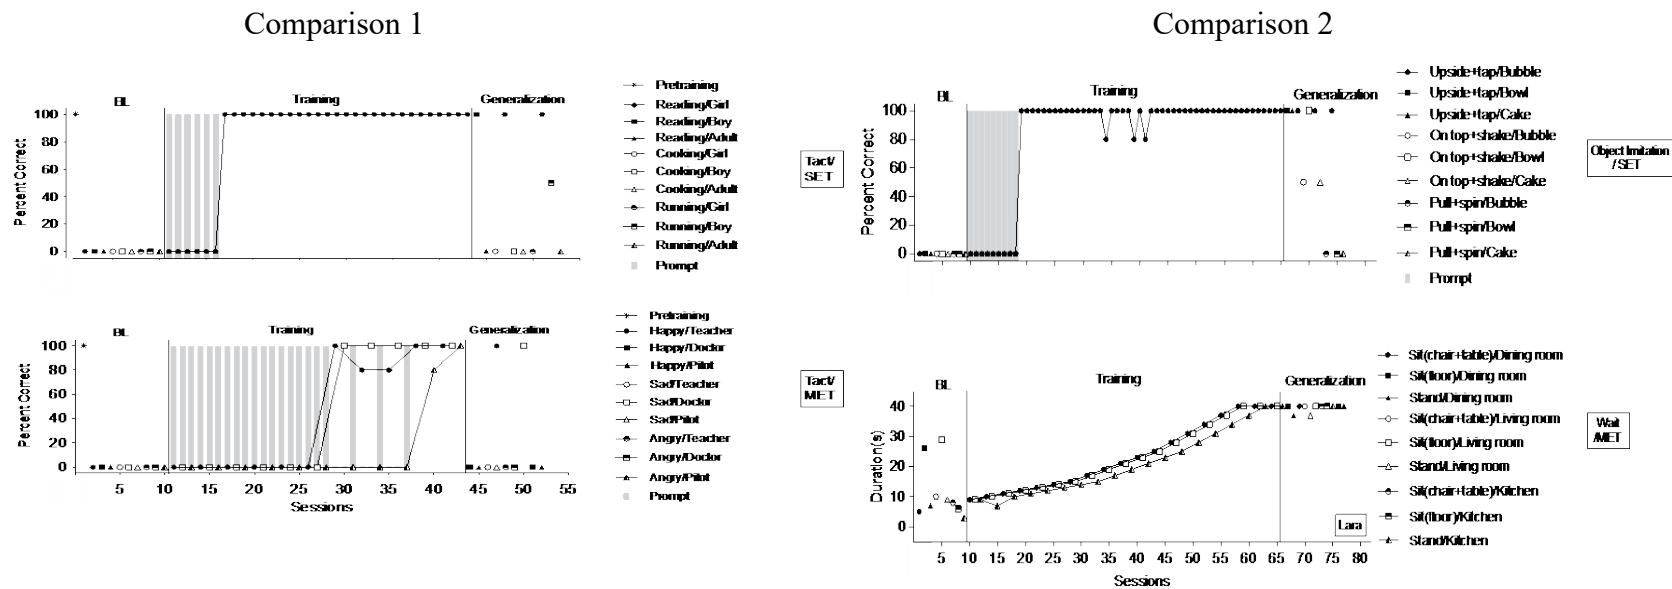 Comparison 1
BL
Training
Generalization
Percent Correct
100
80
60
40
20
0
Pretraining
Reading/Girl
Reading/Boy
Reading/Adult
Cooking/Girl
Cooking/Boy
Cooking/Adult
Running/Girl
Running/Boy
Running/Adult
Prompt
Tact/
SET
BL
Training
Generalization
Percent Correct
100
80
60
40
20
0
5 10 15 20 25 30 35 40 45 50 55
Sessions
Pretraining
Happy/Teacher
Happy/Doctor
Happy/Pilot
Sad/Teacher
Sad/Doctor
Sad/Pilot
Angry/Teacher
Angry/Doctor
Angry/Pilot
Prompt
Tact/
MET
Comparison 2
BL
Training
Generalization
Percent Correct
100
80
60
40
20
0
Upside+tap/Bubble
Upside+tap/Bowl
Upside+tap/Cake
On top+shake/Bubble
On top+shake/Bowl
On top+shake/Cake
Pull+spin/Bubble
Pull+spin/Bowl
Pull+spin/Cake
Prompt
Object Imitation
/SET
BL
Training
Generalization
Duration(s)
40
30
20
10
0
5 10 15 20 25 30 35 40 45 50 55 60 65 70 75 80
Sessions
Lara
Sit(chair+table)/Dining room
Sit(floor)/Dining room
Stand/Dining room
Sit(chair+table)/Living room
Sit(floor)/Living room
Stand/Living room
Sit(chair+table)/Kitchen
Sit(floor)/Kitchen
Stand/Kitchen
Wait
/MET